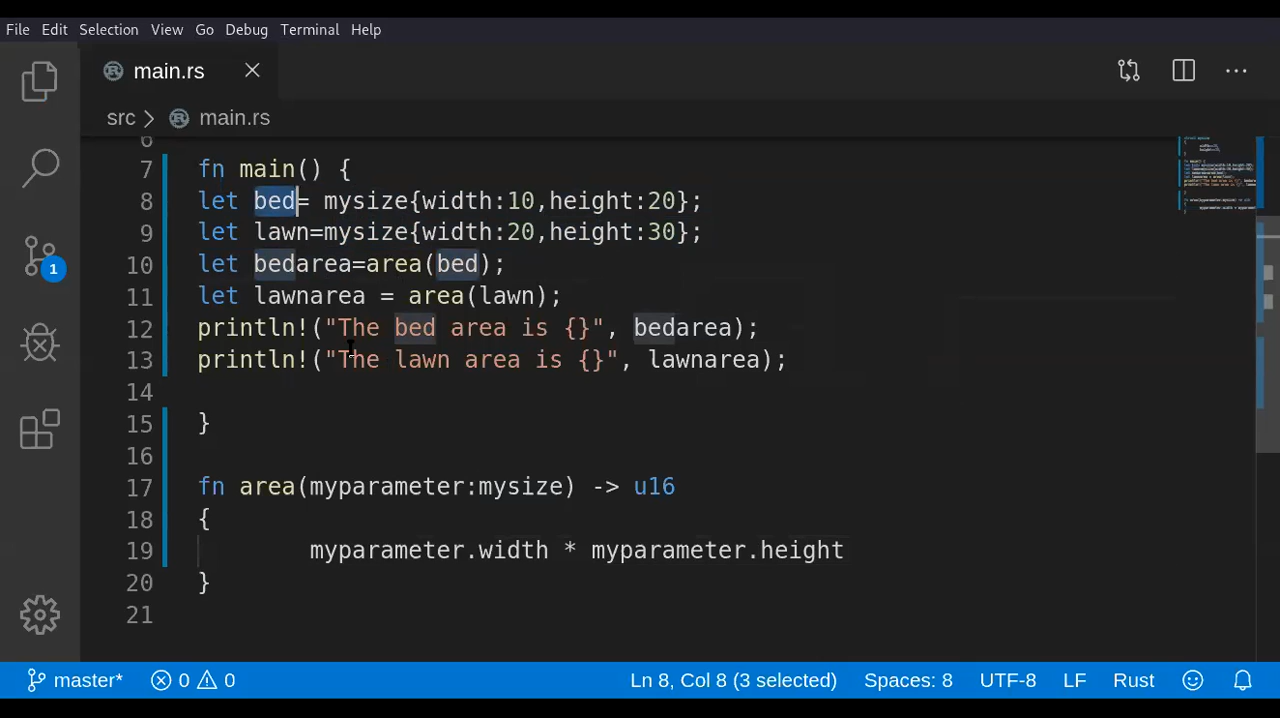 File Edit Selection View Go Debug Terminal Help
main.rs
src main.rs
6
7 fn main() {
8 let bed= mysize{width:10,height:20};
9 let lawn=mysize{width:20,height:30};
10 let bedarea=area(bed);
11 let lawnarea = area(lawn);
12 println!("The bed area is {}", bedarea);
13 println!("The lawn area is {}", lawnarea);
14
15 }
16
17 fn area(myparameter:mysize) -> u16
18 {
19 myparameter.width * myparameter.height
20 }
21
1
master* 0 0 Ln 8, Col 8 (3 selected) Spaces: 8 UTF-8 LF Rust